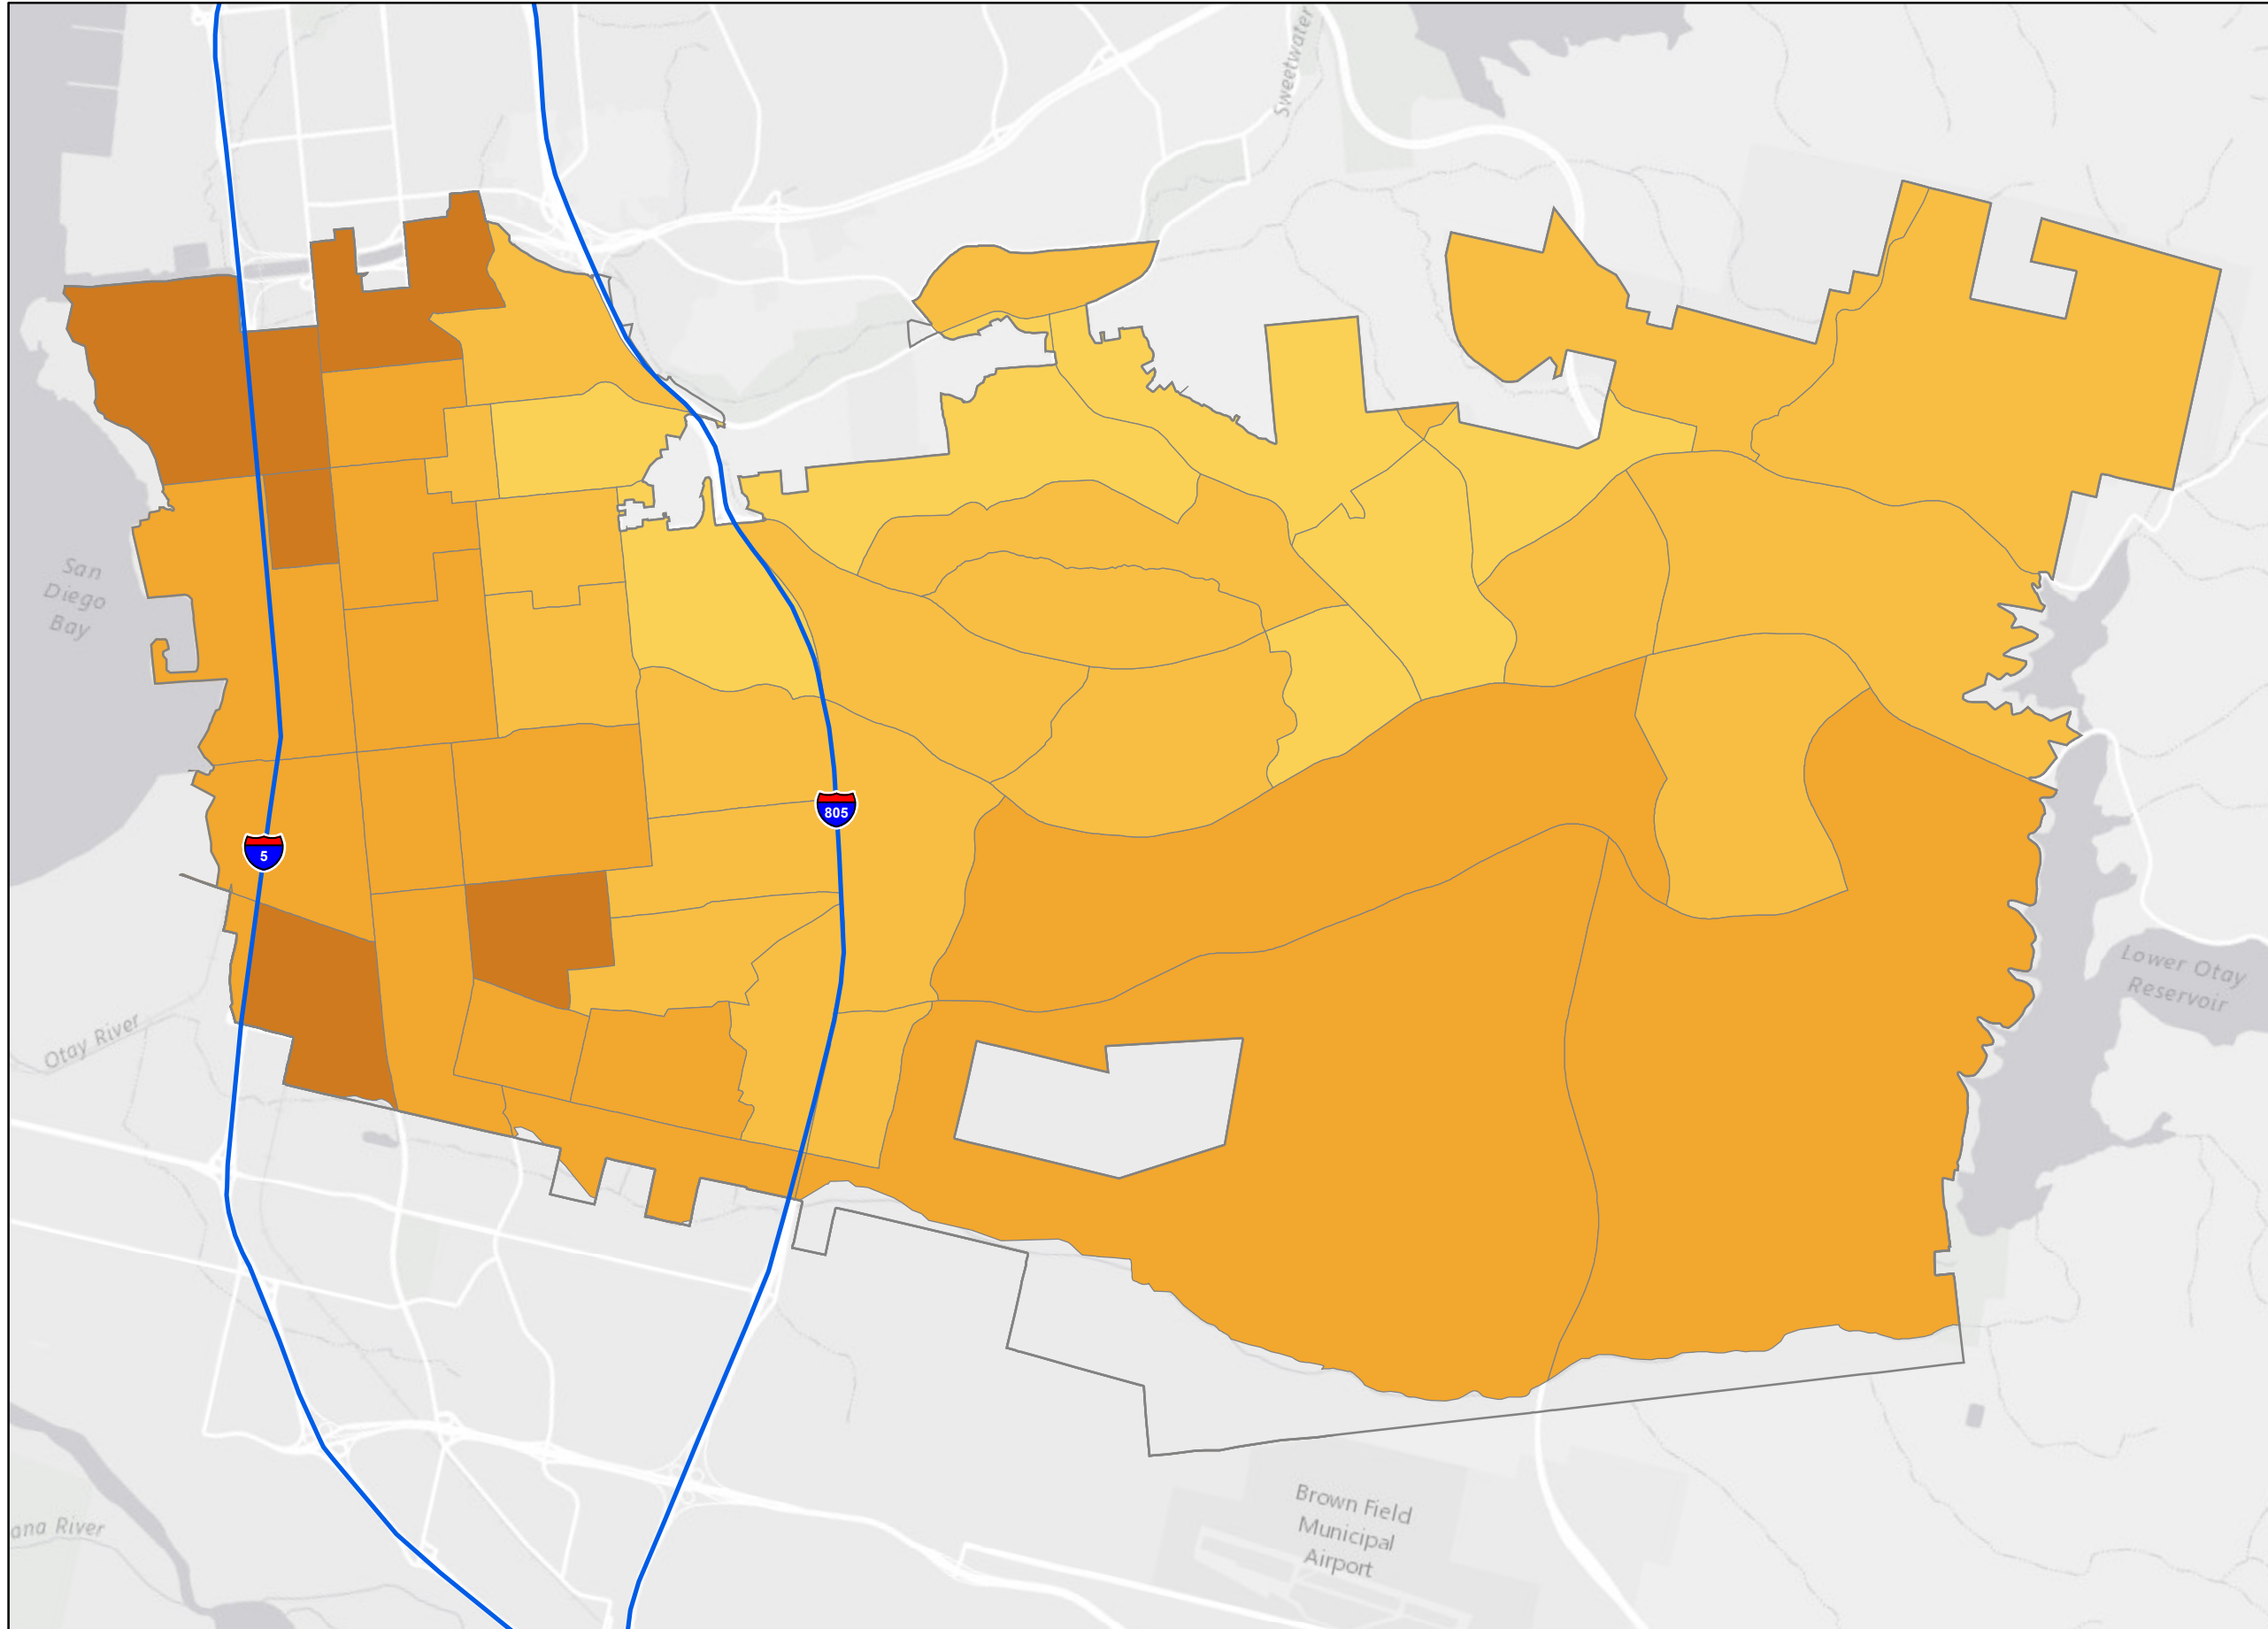 Sweetwater
San
Diego
Bay
805
5
Lower Otay
Reservoir
Otay River
Brown Field
Municipal
Airport
ana River